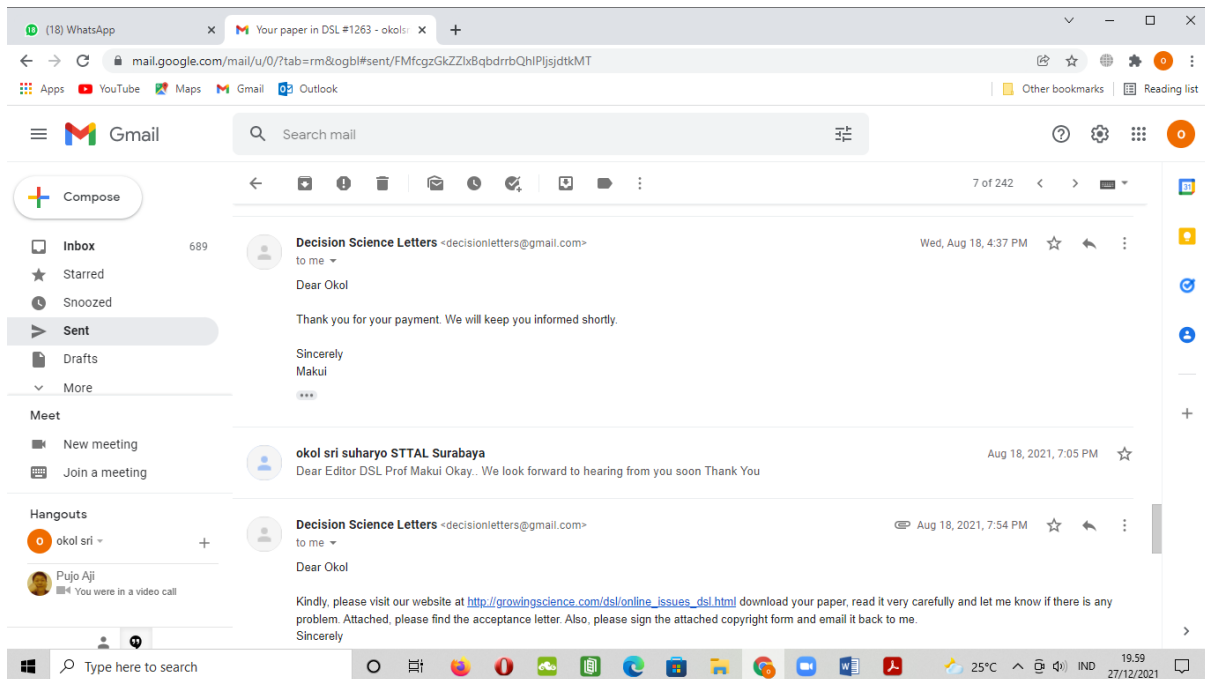 (18) WhatsApp
Your paper in DSL #1263 - okolsr
mail.google.com/mail/u/0/?tab=rm&ogbl#sent/FMfcgzGkZZlxBqbdrrbQhlPljsjdtkMT
Apps YouTube Maps Gmail Outlook Other bookmarks Reading list
Gmail Search mail
Compose 7 of 242
Inbox 689
Starred
Snoozed
Sent
Drafts
More
Meet
New meeting
Join a meeting
Hangouts
okol sri
Pujo Aji
You were in a video call
Decision Science Letters <decisionletters@gmail.com> Wed, Aug 18, 4:37 PM
to me
Dear Okol
Thank you for your payment. We will keep you informed shortly.
Sincerely
Makui
okol sri suharyo STTAL Surabaya Aug 18, 2021, 7:05 PM
Dear Editor DSL Prof Makui Okay.. We look forward to hearing from you soon Thank You
Decision Science Letters <decisionletters@gmail.com> Aug 18, 2021, 7:54 PM
to me
Dear Okol
Kindly, please visit our website at http://growingscience.com/dsl/online_issues_dsl.html download your paper, read it very carefully and let me know if there is any
problem. Attached, please find the acceptance letter. Also, please sign the attached copyright form and email it back to me.
Sincerely
Type here to search
25°C IND 19.59
27/12/2021